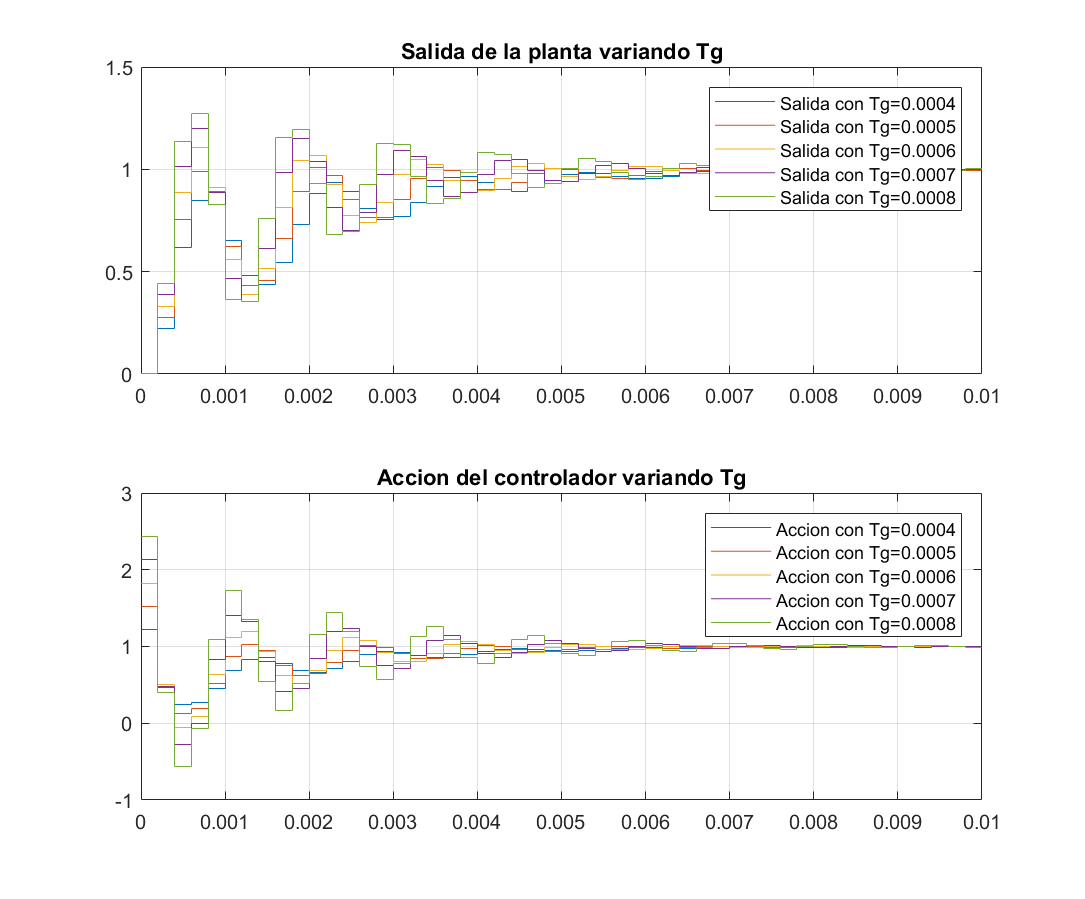 Salida de la planta variando Tg
1.5
1
0.5
0
Salida con Tg=0.0004
Salida con Tg=0.0005
Salida con Tg=0.0006
Salida con Tg=0.0007
Salida con Tg=0.0008
0 0.001 0.002 0.003 0.004 0.005 0.006 0.007 0.008 0.009 0.01
Accion del controlador variando Tg
3
2
1
0
-1
Accion con Tg=0.0004
Accion con Tg=0.0005
Accion con Tg=0.0006
Accion con Tg=0.0007
Accion con Tg=0.0008
0 0.001 0.002 0.003 0.004 0.005 0.006 0.007 0.008 0.009 0.01